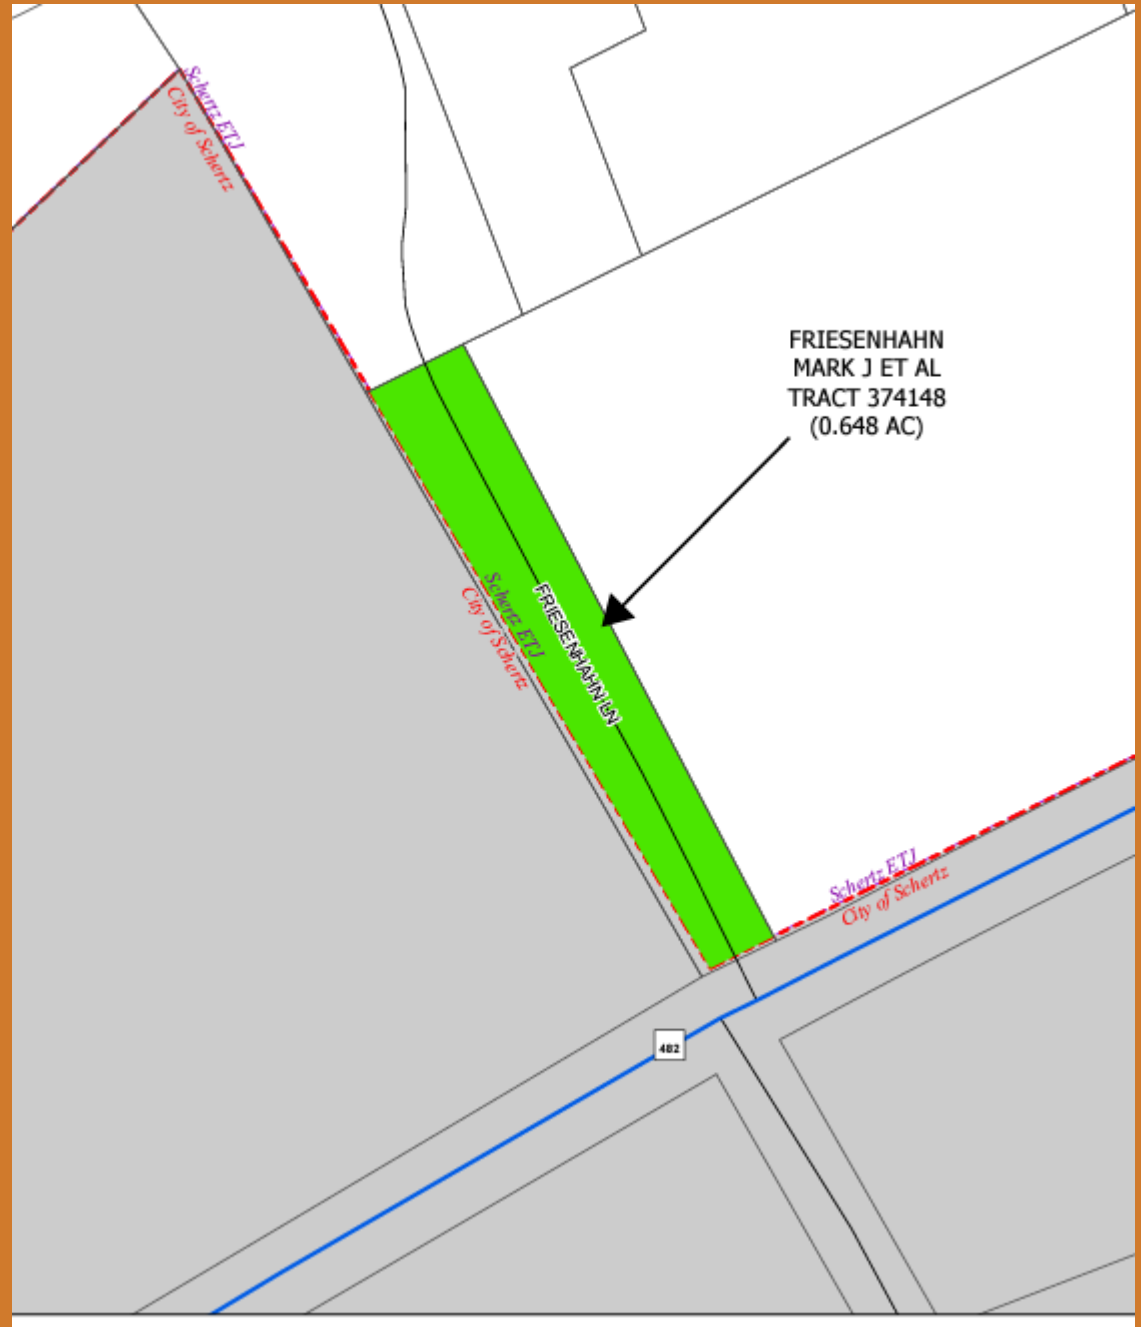 Schertz ETJ
City of Schertz
FRIESENHAHN
MARK J ET AL
TRACT 374148
(0.648 AC)
Schertz ETJ
City of Schertz
FRIESENHAHN LN
Schertz ETJ
City of Schertz
482